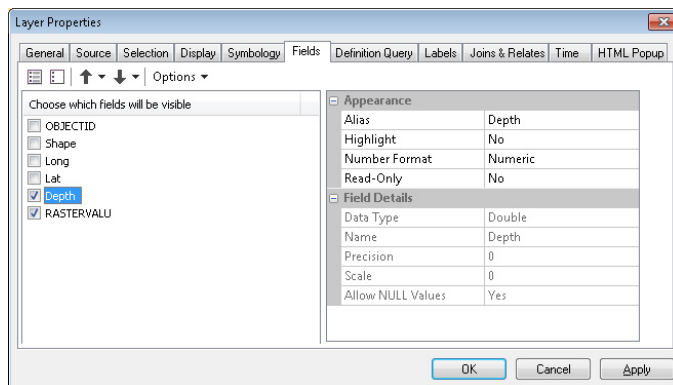 Layer Properties
General Source Selection Display Symbology Fields Definition Query Labels Joins & Relates Time HTML Popup
Options
Choose which fields will be visible
OBJECTID
Shape
Long
Lat
Depth
RASTERVALU
Appearance
Alias Depth
Highlight No
Number Format Numeric
Read-Only No
Field Details
Data Type Double
Name Depth
Precision 0
Scale 0
Allow NULL Values Yes
OK Cancel Apply